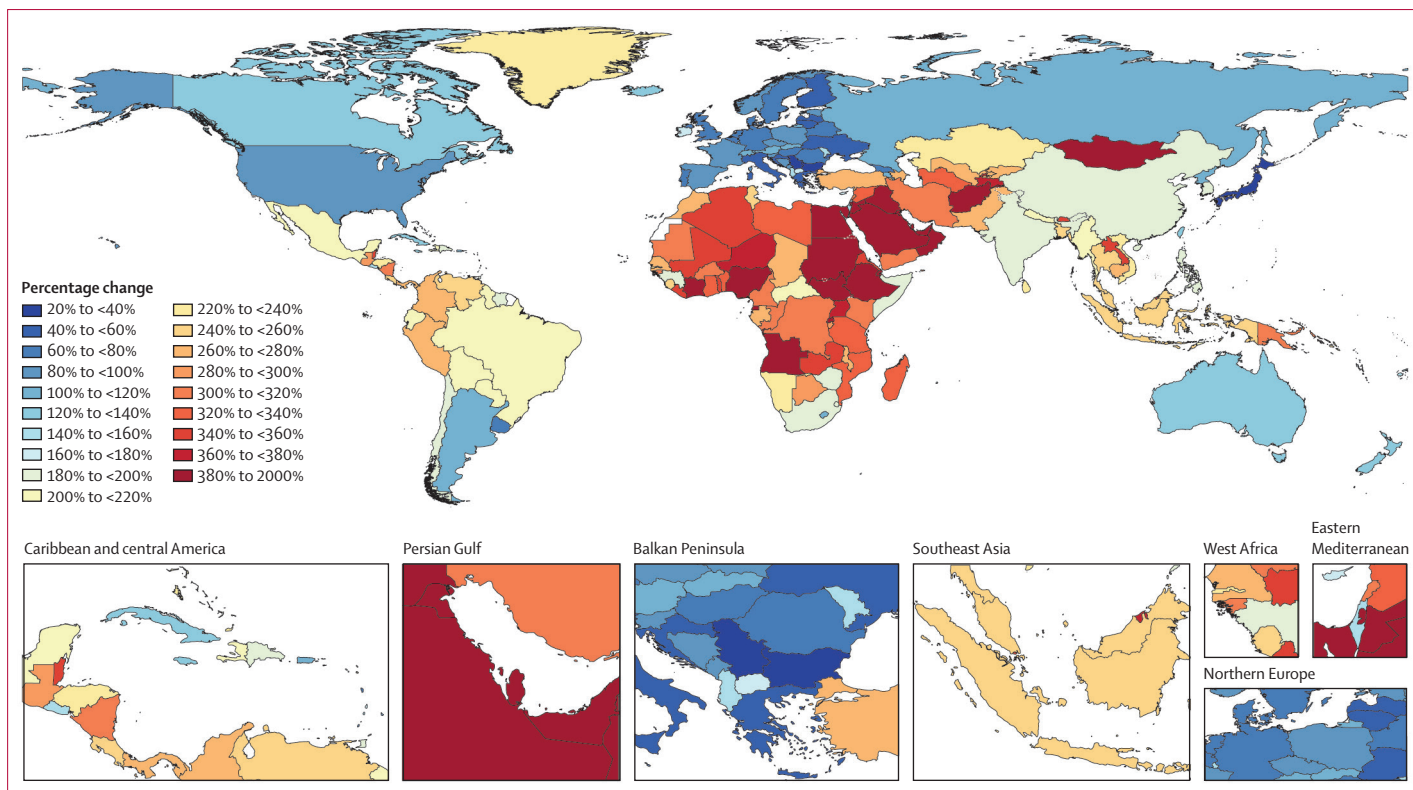 Percentage change
20% to <40%
40% to <60%
60% to <80%
80% to <100%
100% to <120%
120% to <140%
140% to <160%
160% to <180%
180% to <200%
200% to <220%
220% to <240%
240% to <260%
260% to <280%
280% to <300%
300% to <320%
320% to <340%
340% to <360%
360% to <380%
380% to 2000%
Caribbean and central America
Persian Gulf
Balkan Peninsula
Southeast Asia
West Africa
Eastern
Mediterranean
Northern Europe